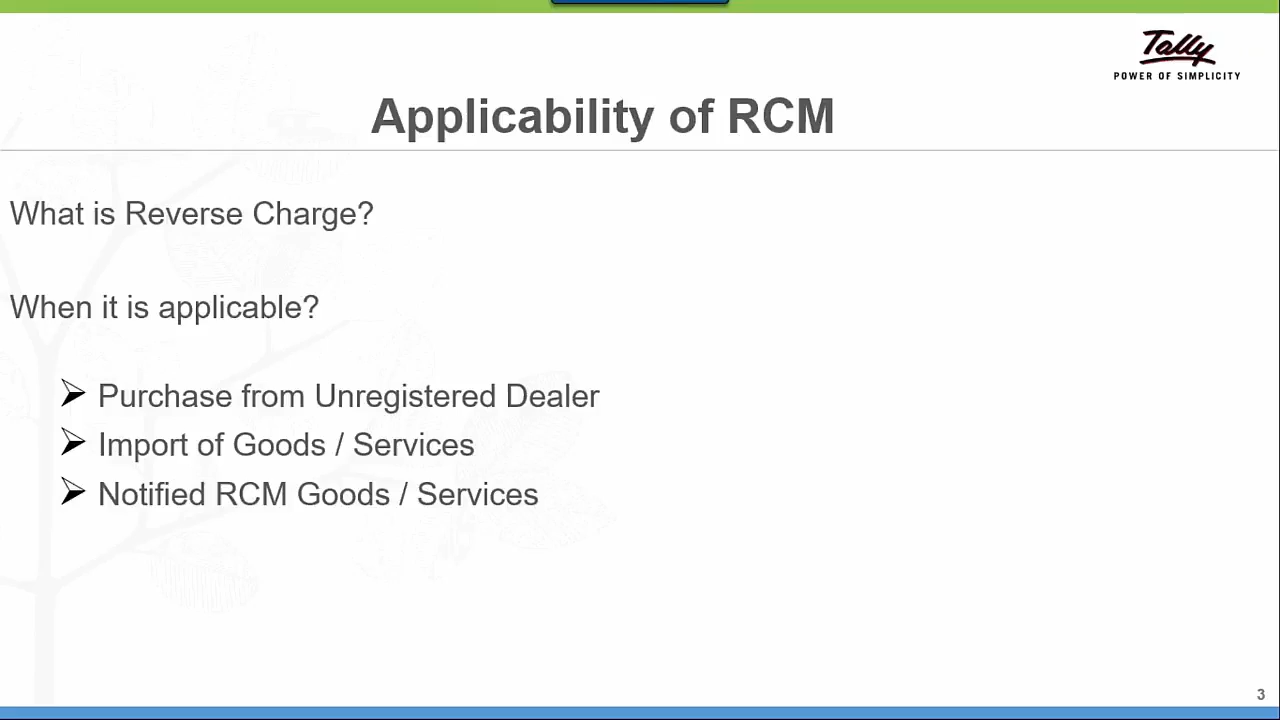 Tally
POWER OF SIMPLICITY
Applicability of RCM
What is Reverse Charge?
When it is applicable?
Purchase from Unregistered Dealer
Import of Goods / Services
Notified RCM Goods / Services
3